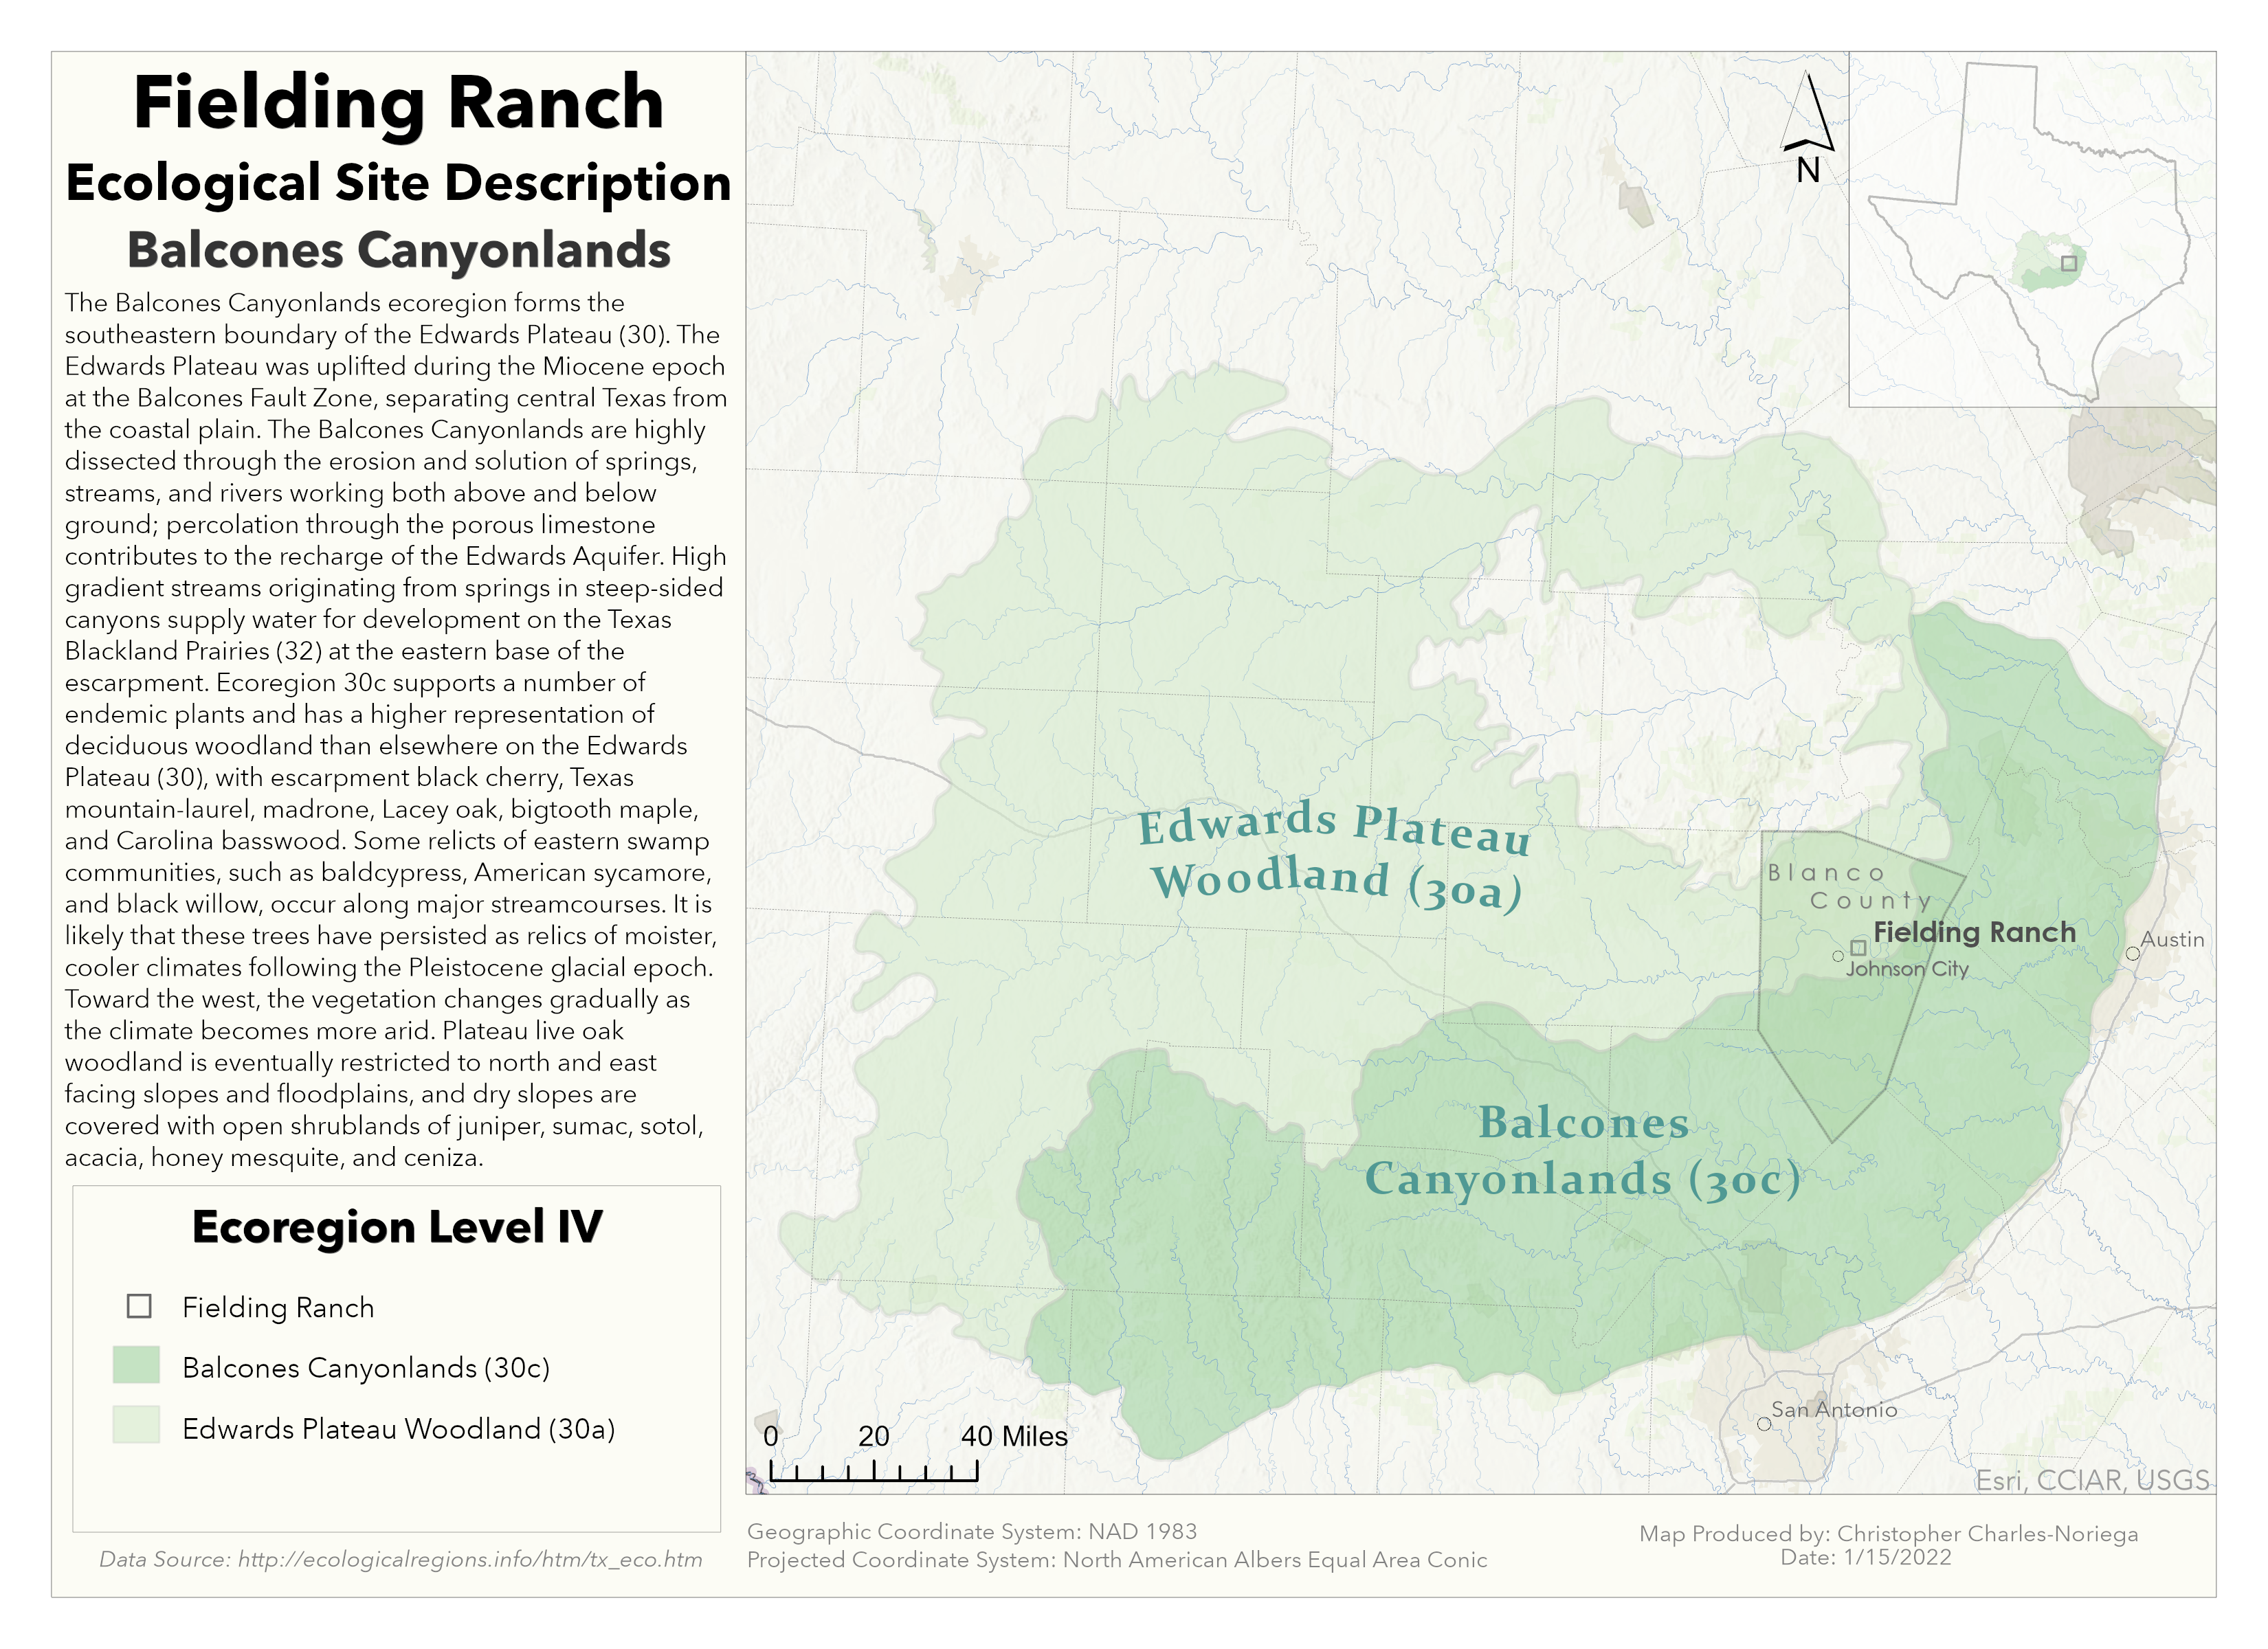 Fielding Ranch
Ecological Site Description
Balcones Canyonlands
The Balcones Canyonlands ecoregion forms the
southeastern boundary of the Edwards Plateau (30). The
Edwards Plateau was uplifted during the Miocene epoch
at the Balcones Fault Zone, separating central Texas from
the coastal plain. The Balcones Canyonlands are highly
dissected through the erosion and solution of springs,
streams, and rivers working both above and below
ground; percolation through the porous limestone
contributes to the recharge of the Edwards Aquifer. High
gradient streams originating from springs in steep-sided
canyons supply water for development on the Texas
Blackland Prairies (32) at the eastern base of the
escarpment. Ecoregion 30c supports a number of
endemic plants and has a higher representation of
deciduous woodland than elsewhere on the Edwards
Plateau (30), with escarpment black cherry, Texas
mountain-laurel, madrone, Lacey oak, bigtooth maple,
and Carolina basswood. Some relicts of eastern swamp
communities, such as baldcypress, American sycamore,
and black willow, occur along major streamcourses. It is
likely that these trees have persisted as relics of moister,
cooler climates following the Pleistocene glacial epoch.
Toward the west, the vegetation changes gradually as
the climate becomes more arid. Plateau live oak
woodland is eventually restricted to north and east
facing slopes and floodplains, and dry slopes are
covered with open shrublands of juniper, sumac, sotol,
acacia, honey mesquite, and ceniza.
Ecoregion Level IV
Fielding Ranch
Balcones Canyonlands (30c)
Edwards Plateau Woodland (30a)
Data Source: http://ecologicalregions.info/htm/tx_eco.htm
N
Edwards Plateau
Woodland (30a)
Blanco
County
Fielding Ranch
Johnson City
Austin
Balcones
Canyonlands (30c)
San Antonio
0 20 40 Miles
Esri, CCIAR, USGS
Geographic Coordinate System: NAD 1983
Projected Coordinate System: North American Albers Equal Area Conic
Map Produced by: Christopher Charles-Noriega
Date: 1/15/2022